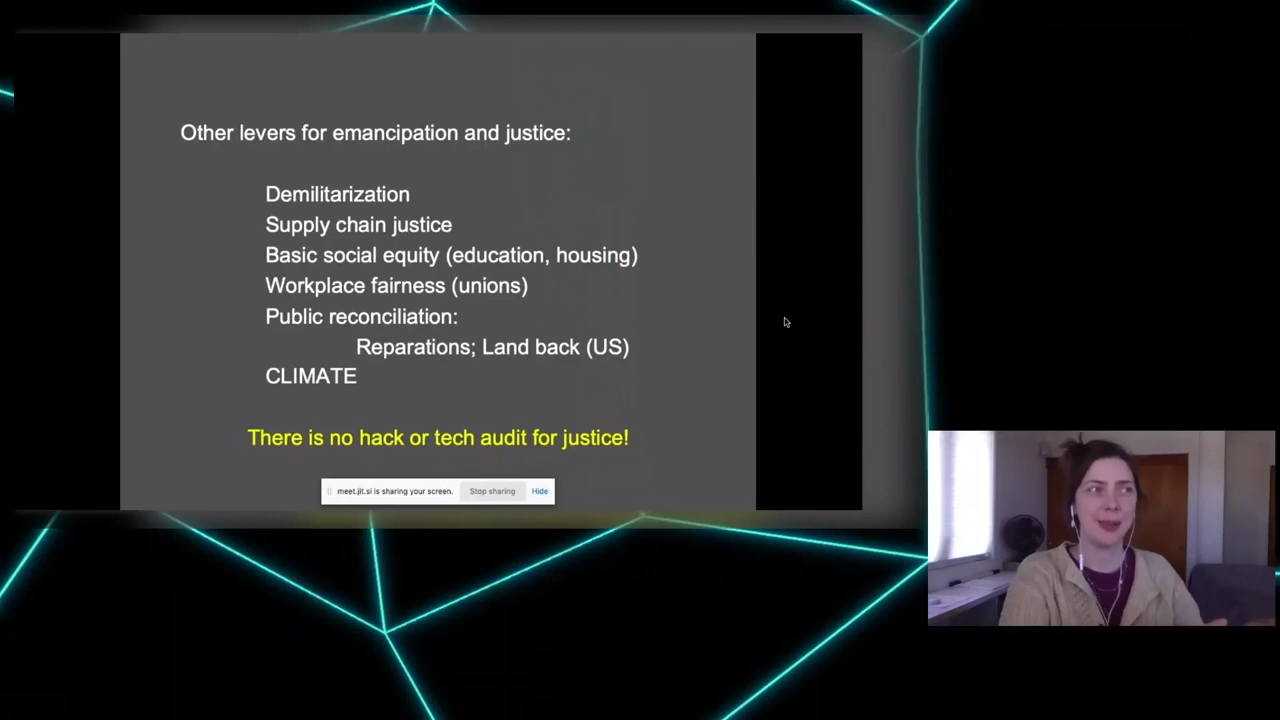 Other levers for emancipation and justice:
Demilitarization
Supply chain justice
Basic social equity (education, housing)
Workplace fairness (unions)
Public reconciliation:
Reparations; Land back (US)
CLIMATE
There is no hack or tech audit for justice!
meet.jit.si is sharing your screen. Stop sharing Hide